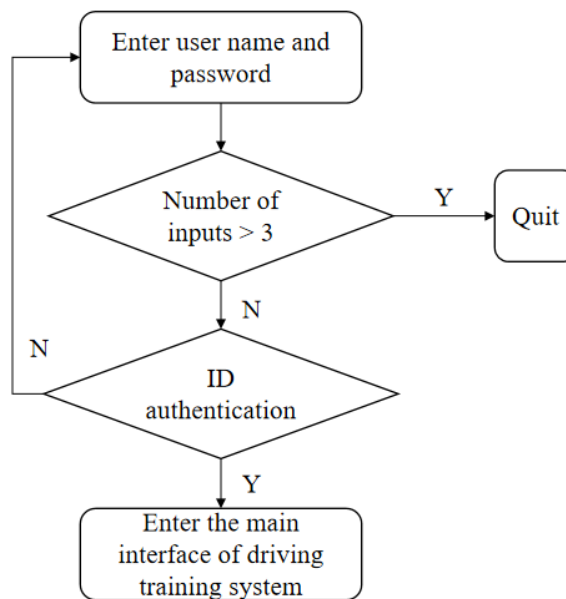 Enter user name and
password
Number of
inputs > 3
Y
Quit
N
N
ID
authentication
Y
Enter the main
interface of driving
training system